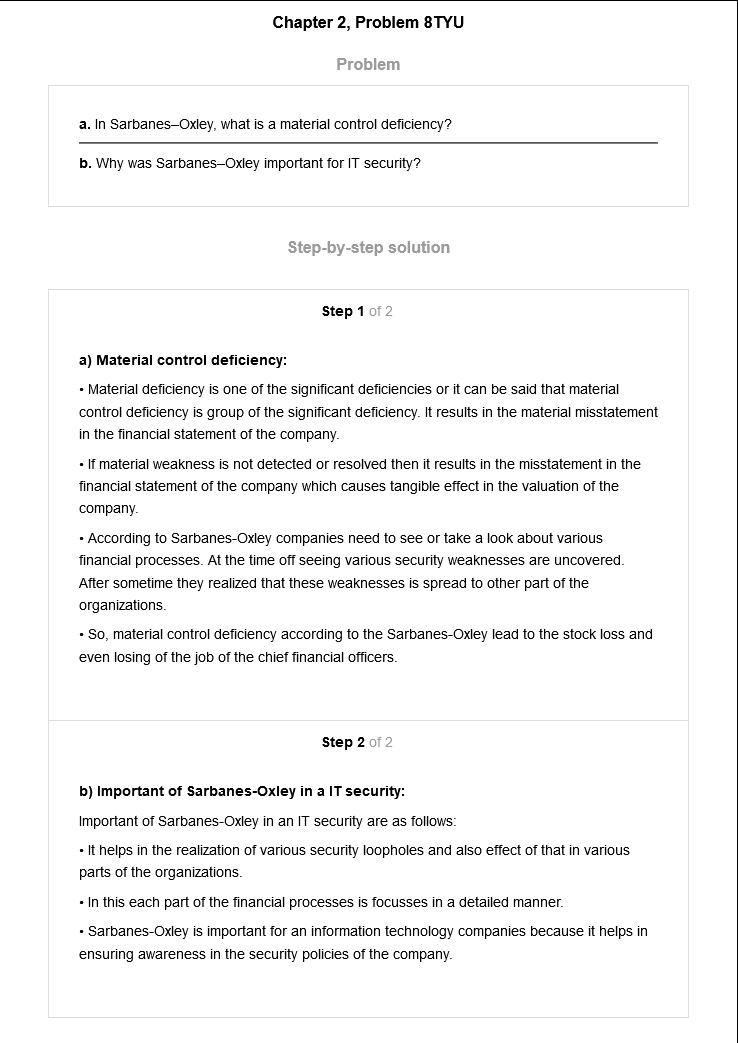 Chapter 2, Problem 8TYU
Problem
a. In Sarbanes–Oxley, what is a material control deficiency?
b. Why was Sarbanes–Oxley important for IT security?
Step-by-step solution
Step 1 of 2
a) Material control deficiency:
• Material deficiency is one of the significant deficiencies or it can be said that material
control deficiency is group of the significant deficiency. It results in the material misstatement
in the financial statement of the company.
• If material weakness is not detected or resolved then it results in the misstatement in the
financial statement of the company which causes tangible effect in the valuation of the
company.
• According to Sarbanes-Oxley companies need to see or take a look about various
financial processes. At the time off seeing various security weaknesses are uncovered.
After sometime they realized that these weaknesses is spread to other part of the
organizations.
• So, material control deficiency according to the Sarbanes-Oxley lead to the stock loss and
even losing of the job of the chief financial officers.
Step 2 of 2
b) Important of Sarbanes-Oxley in a IT security:
Important of Sarbanes-Oxley in an IT security are as follows:
• It helps in the realization of various security loopholes and also effect of that in various
parts of the organizations.
• In this each part of the financial processes is focusses in a detailed manner.
• Sarbanes-Oxley is important for an information technology companies because it helps in
ensuring awareness in the security policies of the company.